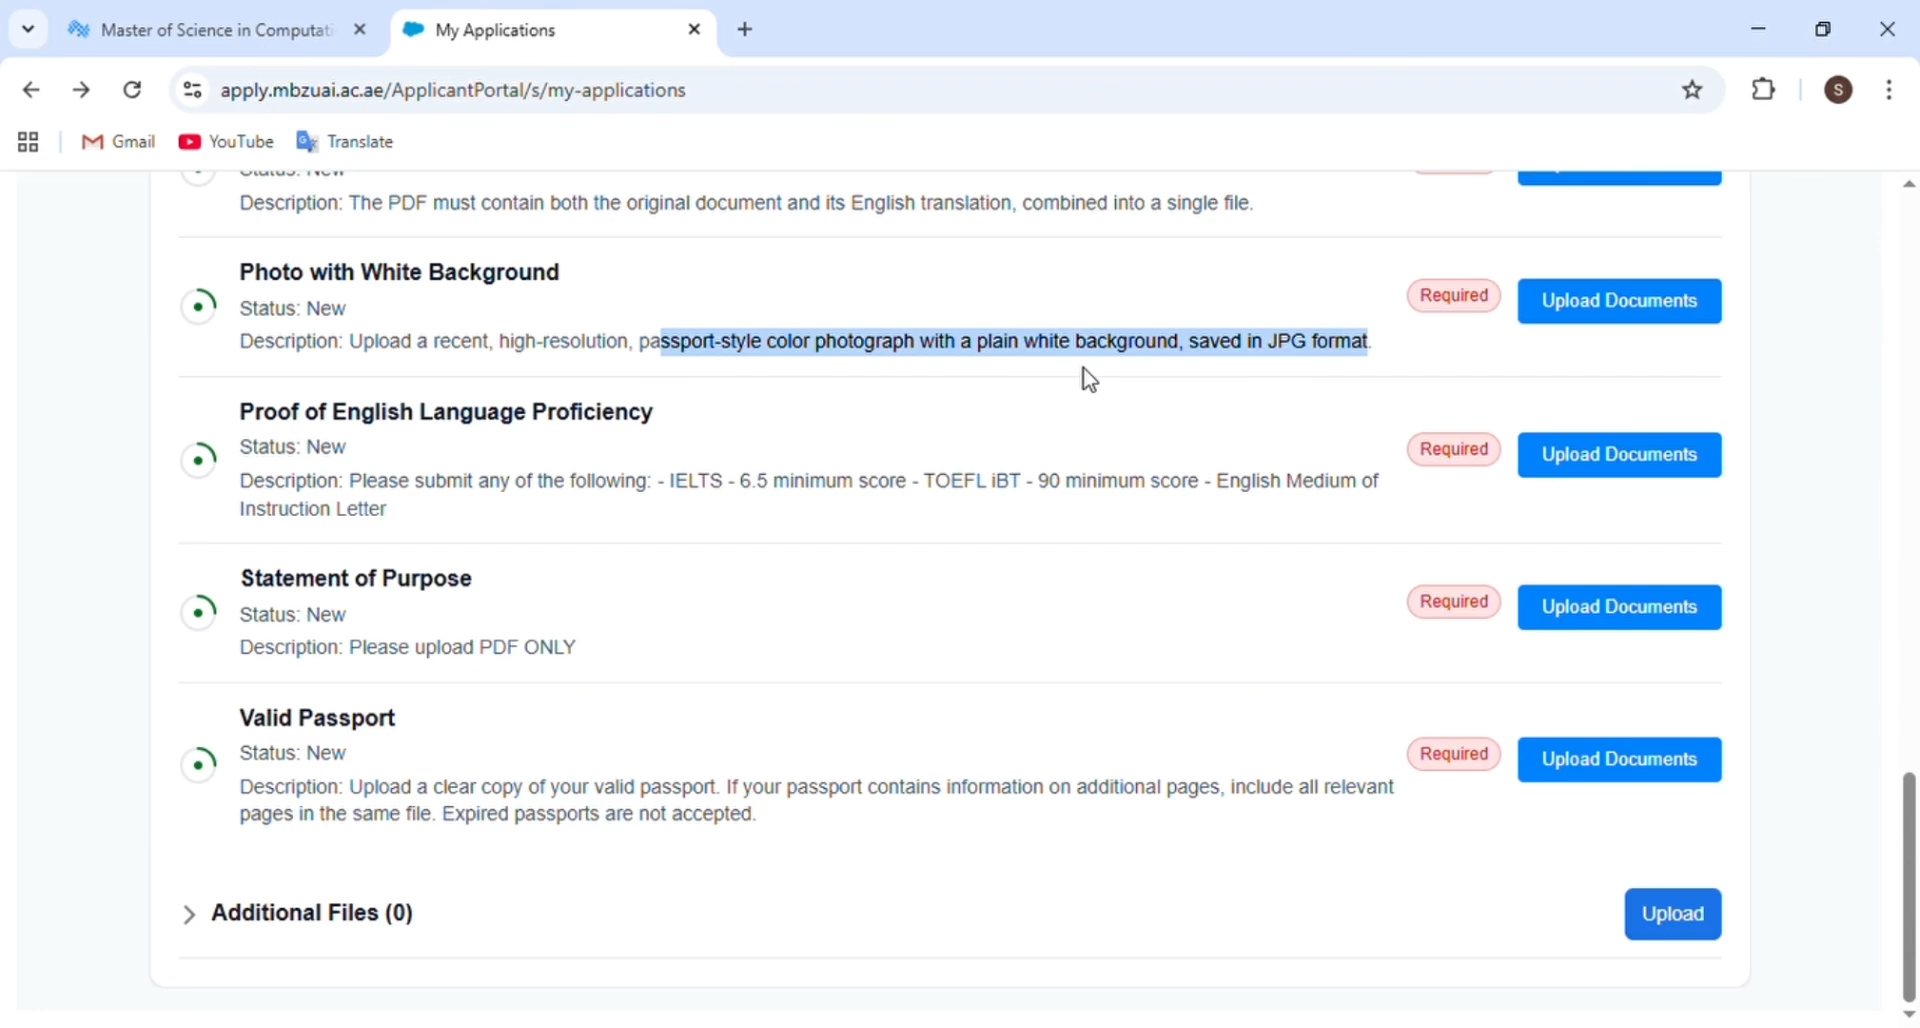 Master of Science in Computati
My Applications
apply.mbzuai.ac.ae/ApplicantPortal/s/my-applications
S
Gmail
YouTube
Translate
Status: New
Description: The PDF must contain both the original document and its English translation, combined into a single file.
Photo with White Background
Status: New
Description: Upload a recent, high-resolution, passport-style color photograph with a plain white background, saved in JPG format.
Required
Upload Documents
Proof of English Language Proficiency
Status: New
Description: Please submit any of the following: - IELTS - 6.5 minimum score - TOEFL iBT - 90 minimum score - English Medium of
Instruction Letter
Required
Upload Documents
Statement of Purpose
Status: New
Description: Please upload PDF ONLY
Required
Upload Documents
Valid Passport
Status: New
Description: Upload a clear copy of your valid passport. If your passport contains information on additional pages, include all relevant
pages in the same file. Expired passports are not accepted.
Required
Upload Documents
Additional Files (0)
Upload